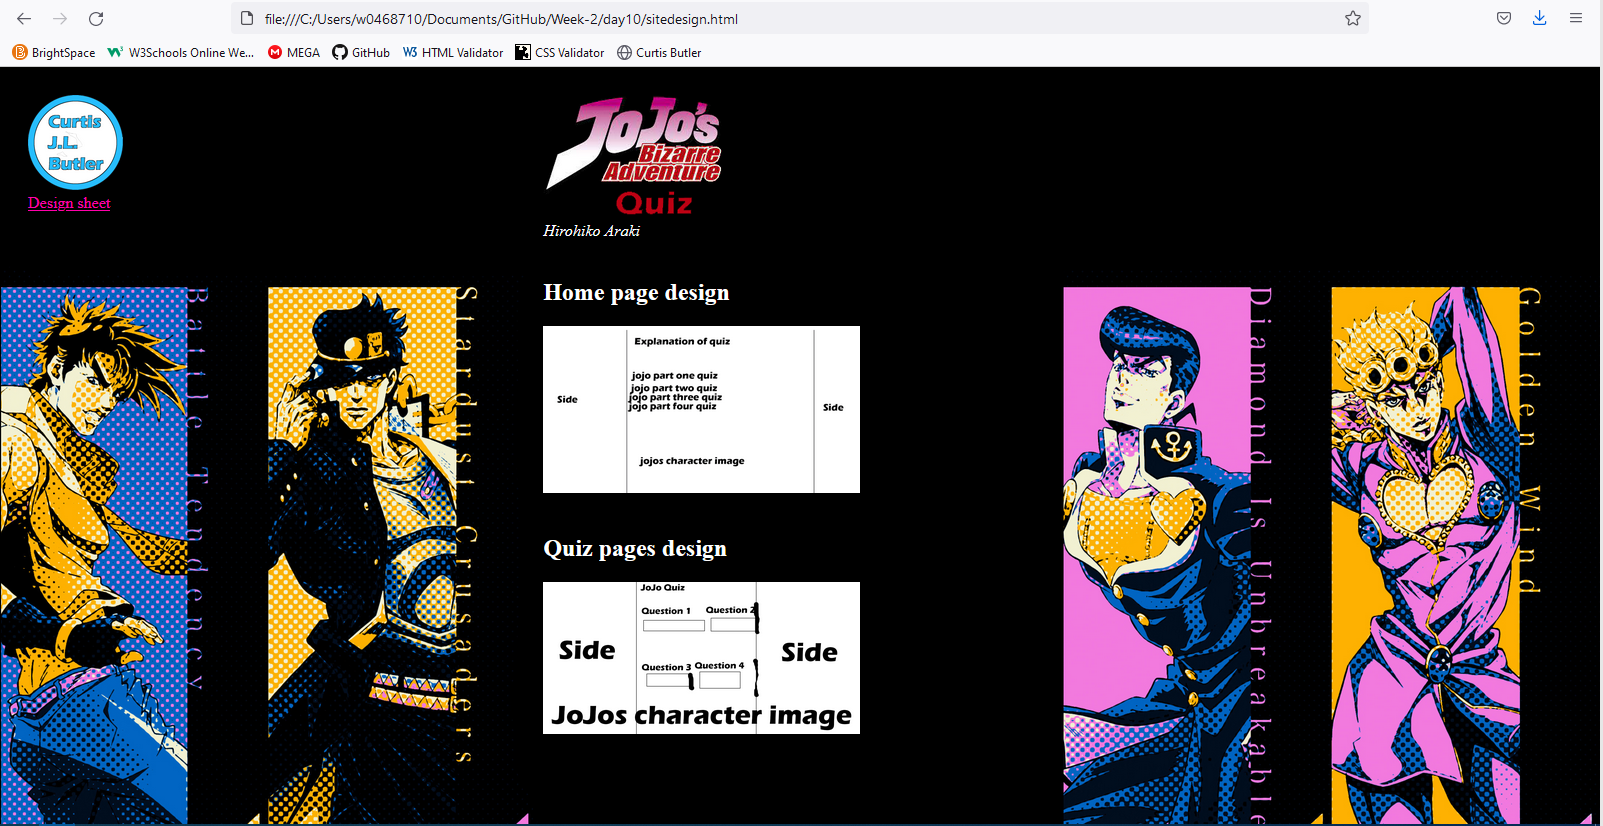 file:///C:/Users/w0468710/Documents/GitHub/Week-2/day10/sitedesign.html
BrightSpace
W3Schools Online We...
MEGA
GitHub
W3 HTML Validator
CSS Validator
Curtis Butler
Curtis
J.L.
Butler
Design sheet
JoJo's
Bizarre
Adventure
Quiz
Hirohiko Araki
Battle Tendency
Stardust Crusaders
Home page design
Explanation of quiz
jojo part one quiz
jojo part two quiz
jojo part three quiz
jojo part four quiz
Side
Side
jojos character image
Quiz pages design
JoJo Quiz
Question 1
Question 2
Side
Side
Question 3
Question 4
JoJos character image
Diamond Is Unbreakable
Golden Wind